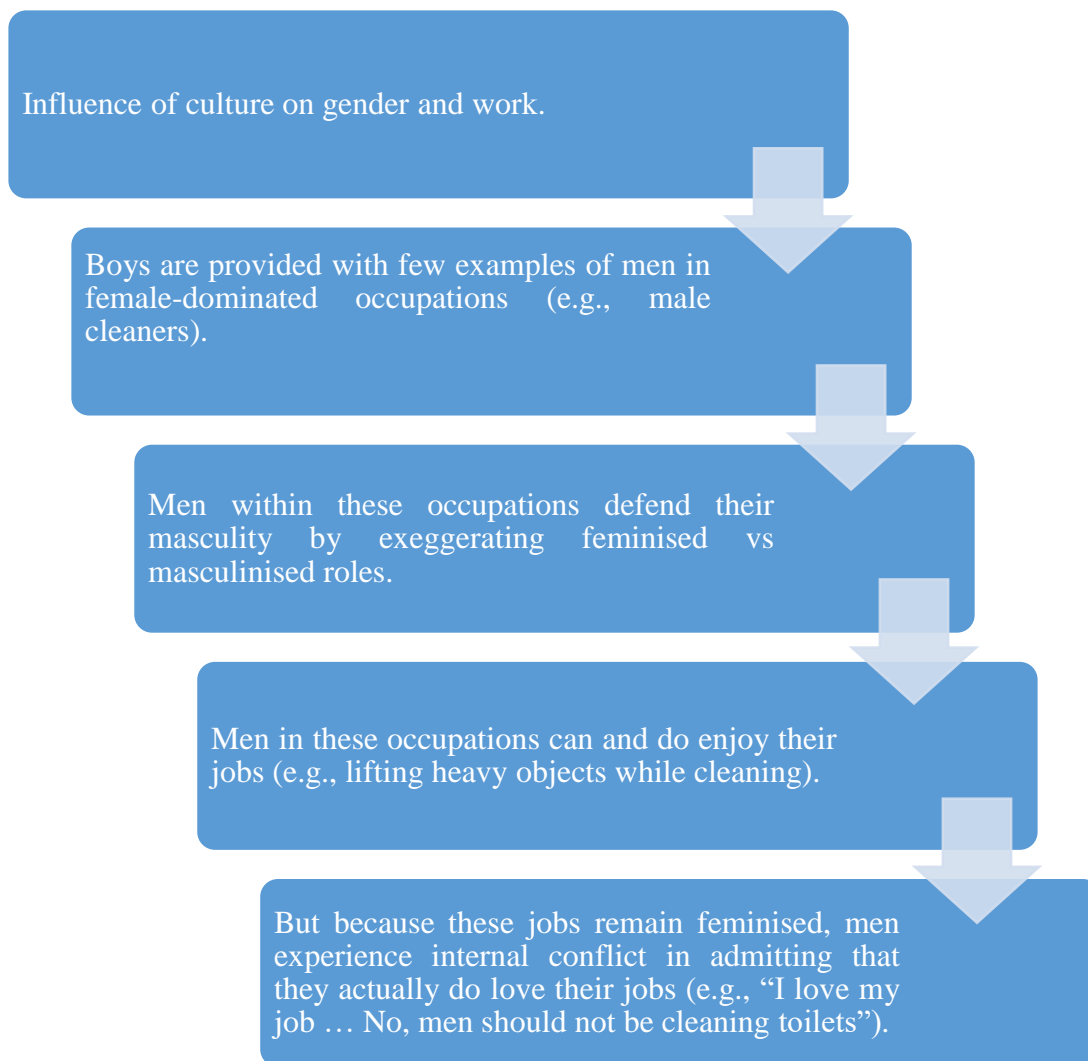 Influence of culture on gender and work.
Boys are provided with few examples of men in
female-dominated occupations (e.g., male
cleaners).
Men within these occupations defend their
masculity by exeggerating feminised vs
masculinised roles.
Men in these occupations can and do enjoy their
jobs (e.g., lifting heavy objects while cleaning).
But because these jobs remain feminised, men
experience internal conflict in admitting that
they actually do love their jobs (e.g., “I love my
job … No, men should not be cleaning toilets”).